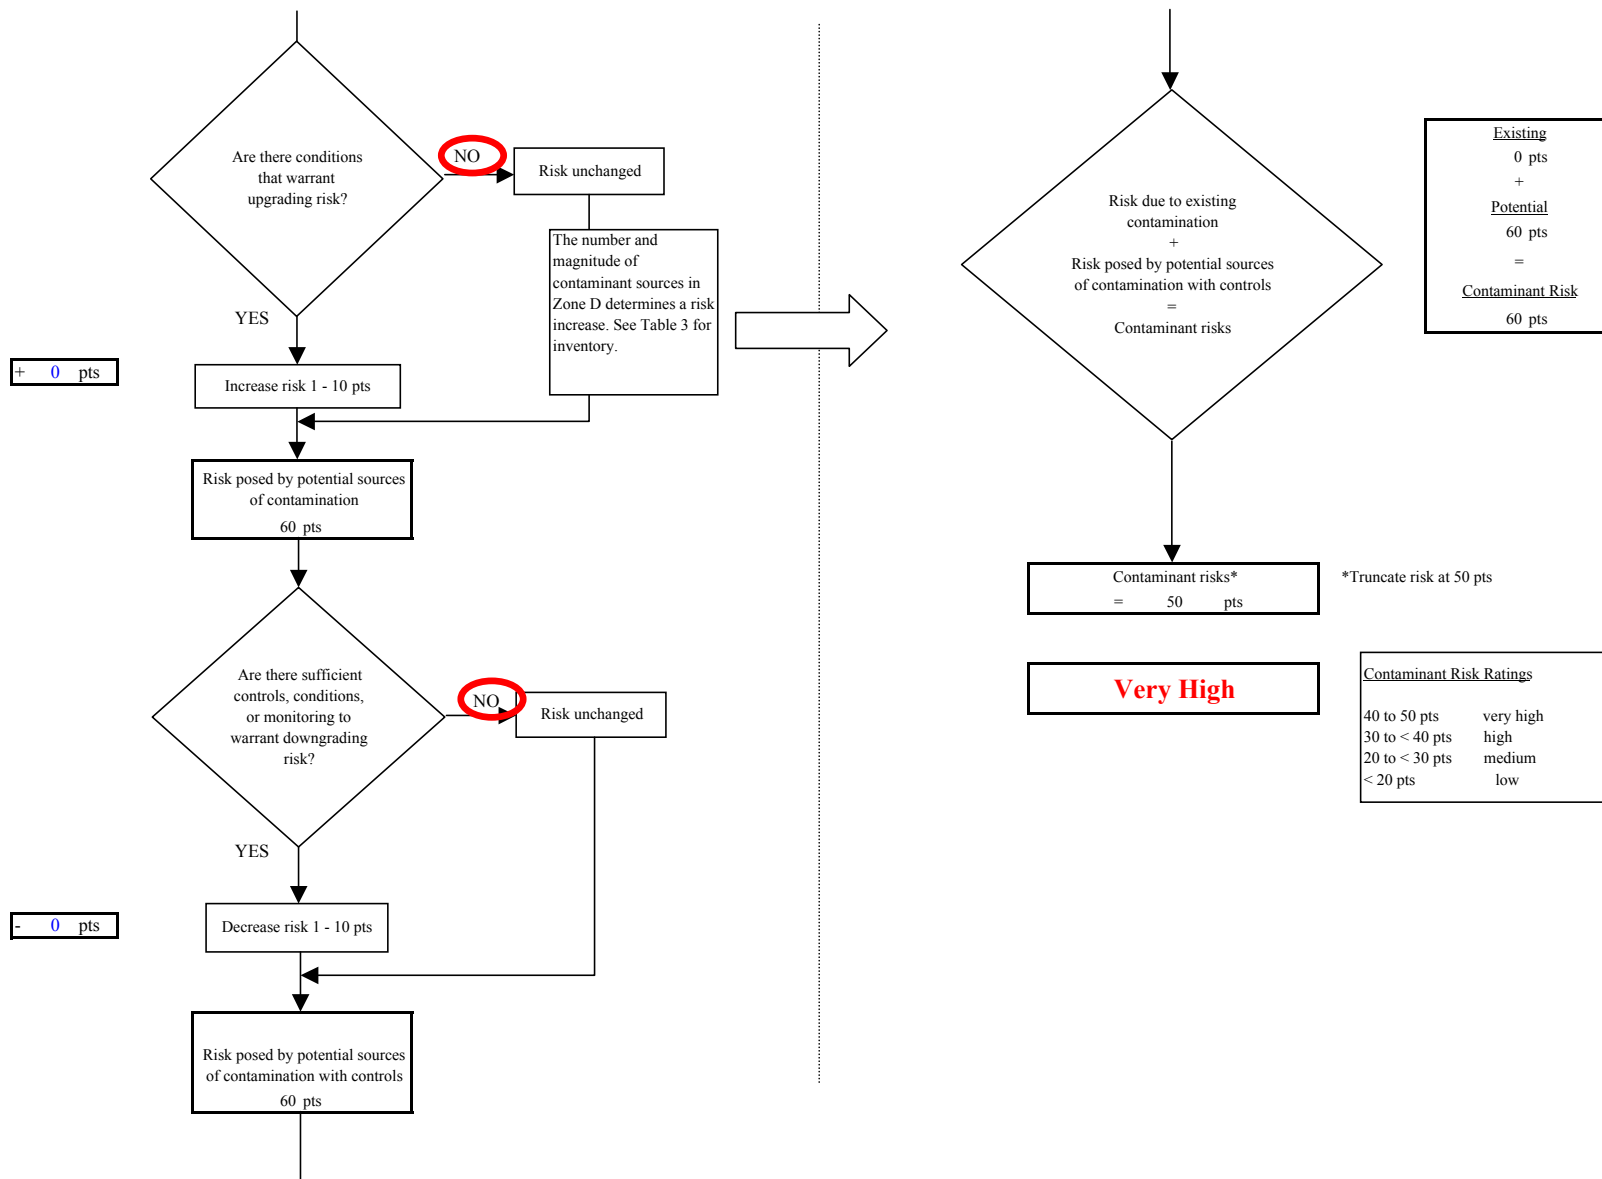 Are there conditions
that warrant
upgrading risk?
NO
Risk unchanged
The number and
magnitude of
contaminant sources in
Zone D determines a risk
increase. See Table 3 for
inventory.
YES
+ 0 pts
Increase risk 1 - 10 pts
Risk posed by potential sources
of contamination
60 pts
Are there sufficient
controls, conditions,
or monitoring to
warrant downgrading
risk?
NO
Risk unchanged
YES
- 0 pts
Decrease risk 1 - 10 pts
Risk posed by potential sources
of contamination with controls
60 pts
Risk due to existing
contamination
+
Risk posed by potential sources
of contamination with controls
=
Contaminant risks
Existing
0 pts
+
Potential
60 pts
=
Contaminant Risk
60 pts
Contaminant risks*
= 50 pts
*Truncate risk at 50 pts
Very High
Contaminant Risk Ratings
40 to 50 pts very high
30 to < 40 pts high
20 to < 30 pts medium
< 20 pts low